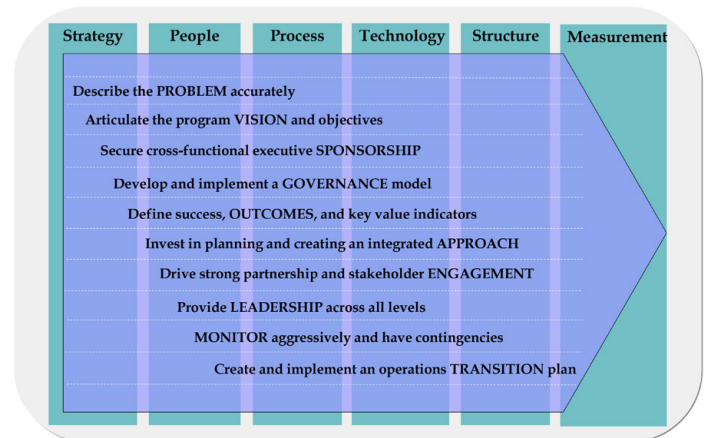 Strategy People Process Technology Structure Measurement
Describe the PROBLEM accurately
Articulate the program VISION and objectives
Secure cross-functional executive SPONSORSHIP
Develop and implement a GOVERNANCE model
Define success, OUTCOMES, and key value indicators
Invest in planning and creating an integrated APPROACH
Drive strong partnership and stakeholder ENGAGEMENT
Provide LEADERSHIP across all levels
MONITOR aggressively and have contingencies
Create and implement an operations TRANSITION plan